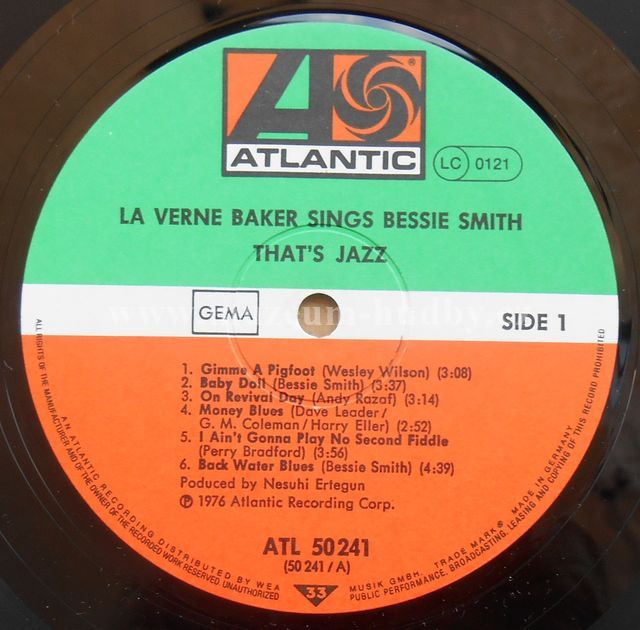 ATLANTIC
®
LC 0121
LA VERNE BAKER SINGS BESSIE SMITH
THAT'S JAZZ
GEMA
SIDE 1
1. Gimme A Pigfoot (Wesley Wilson) (3:08)
2. Baby Doll (Bessie Smith) (3:37)
3. On Revival Day (Andy Razaf) (3:14)
4. Money Blues (Dave Leader/
G. M. Coleman/Harry Eller) (2:52)
5. I Ain't Gonna Play No Second Fiddle
(Perry Bradford) (3:56)
6. Back Water Blues (Bessie Smith) (4:39)
Produced by Nesuhi Ertegun
℗ 1976 Atlantic Recording Corp.
ATL 50 241
(50 241 / A)
33
ALL RIGHTS OF THE MANUFACTURER AND OF THE OWNER OF THE RECORDED WORK RESERVED UNAUTHORIZED PUBLIC PERFORMANCE, BROADCASTING, LEASING AND COPYING OF THIS RECORD PROHIBITED
AN ATLANTIC RECORDING DISTRIBUTED BY WEA MUSIK GMBH. TRADE MARK® MADE IN GERMANY